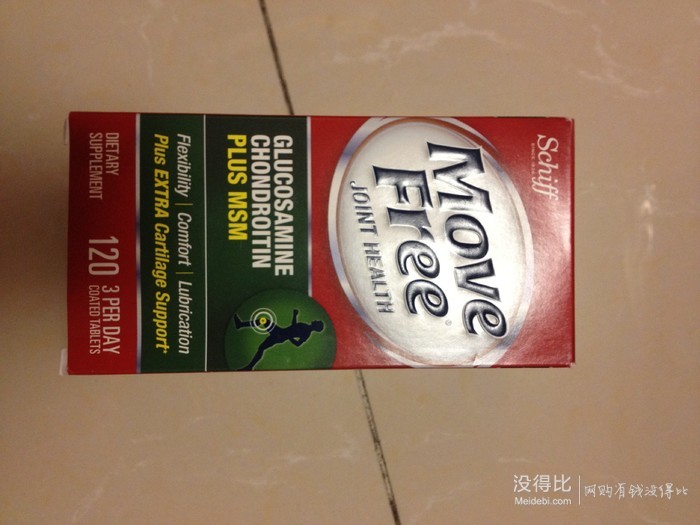 Schiff
Move
Free®
JOINT HEALTH
GLUCOSAMINE
CHONDROITIN
PLUS MSM
Flexibility | Comfort | Lubrication
Plus EXTRA Cartilage Support*
DIETARY
SUPPLEMENT
120
3 PER DAY
COATED TABLETS
没得比
Meidebi.com
网购有钱没得比